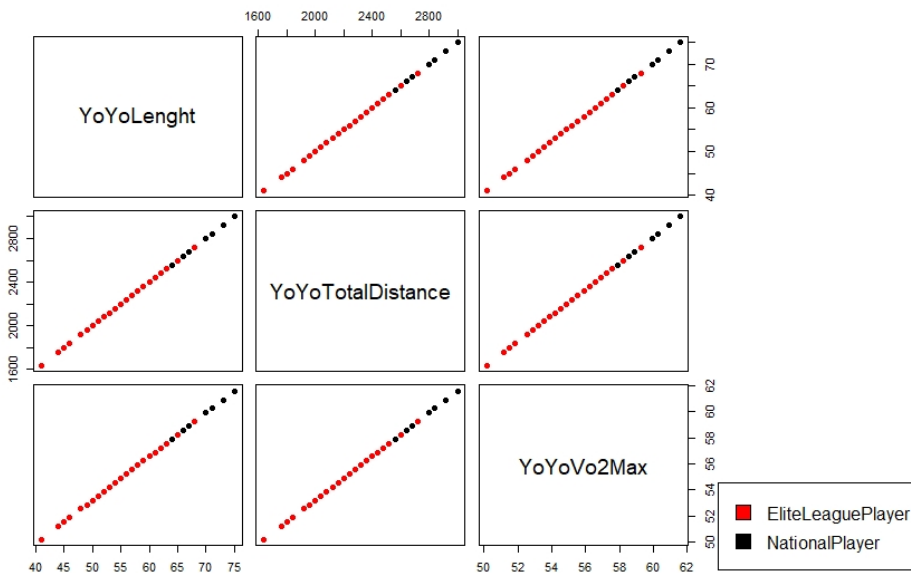 1600 2000 2400 2800
YoYoLenght
40 50 60 70
1600 2000 2400 2800
YoYoTotalDistance
YoYoVo2Max
50 52 54 56 58 60 62
40 45 50 55 60 65 70 75
50 52 54 56 58 60 62
EliteLeaguePlayer
NationalPlayer